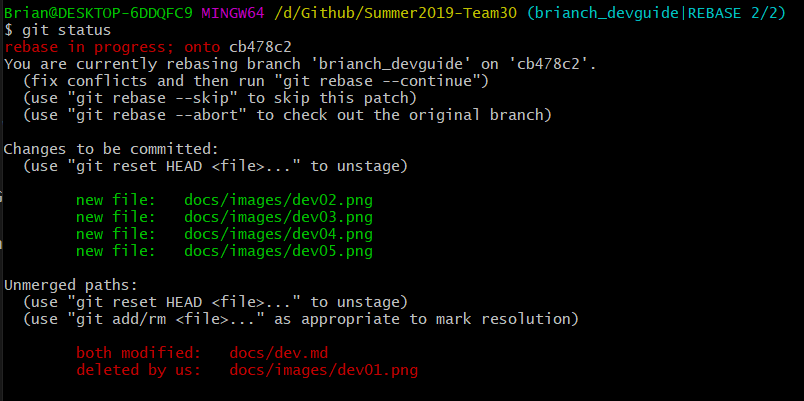 Brian@DESKTOP-6DDQFC9 MINGW64 /d/Github/Summer2019-Team30 (brianch_devguide|REBASE 2/2)
$ git status
rebase in progress; onto cb478c2
You are currently rebasing branch 'brianch_devguide' on 'cb478c2'.
  (fix conflicts and then run "git rebase --continue")
  (use "git rebase --skip" to skip this patch)
  (use "git rebase --abort" to check out the original branch)
Changes to be committed:
  (use "git reset HEAD <file>..." to unstage)
        new file:   docs/images/dev02.png
        new file:   docs/images/dev03.png
        new file:   docs/images/dev04.png
        new file:   docs/images/dev05.png
Unmerged paths:
  (use "git reset HEAD <file>..." to unstage)
  (use "git add/rm <file>..." as appropriate to mark resolution)
        both modified:   docs/dev.md
        deleted by us:   docs/images/dev01.png